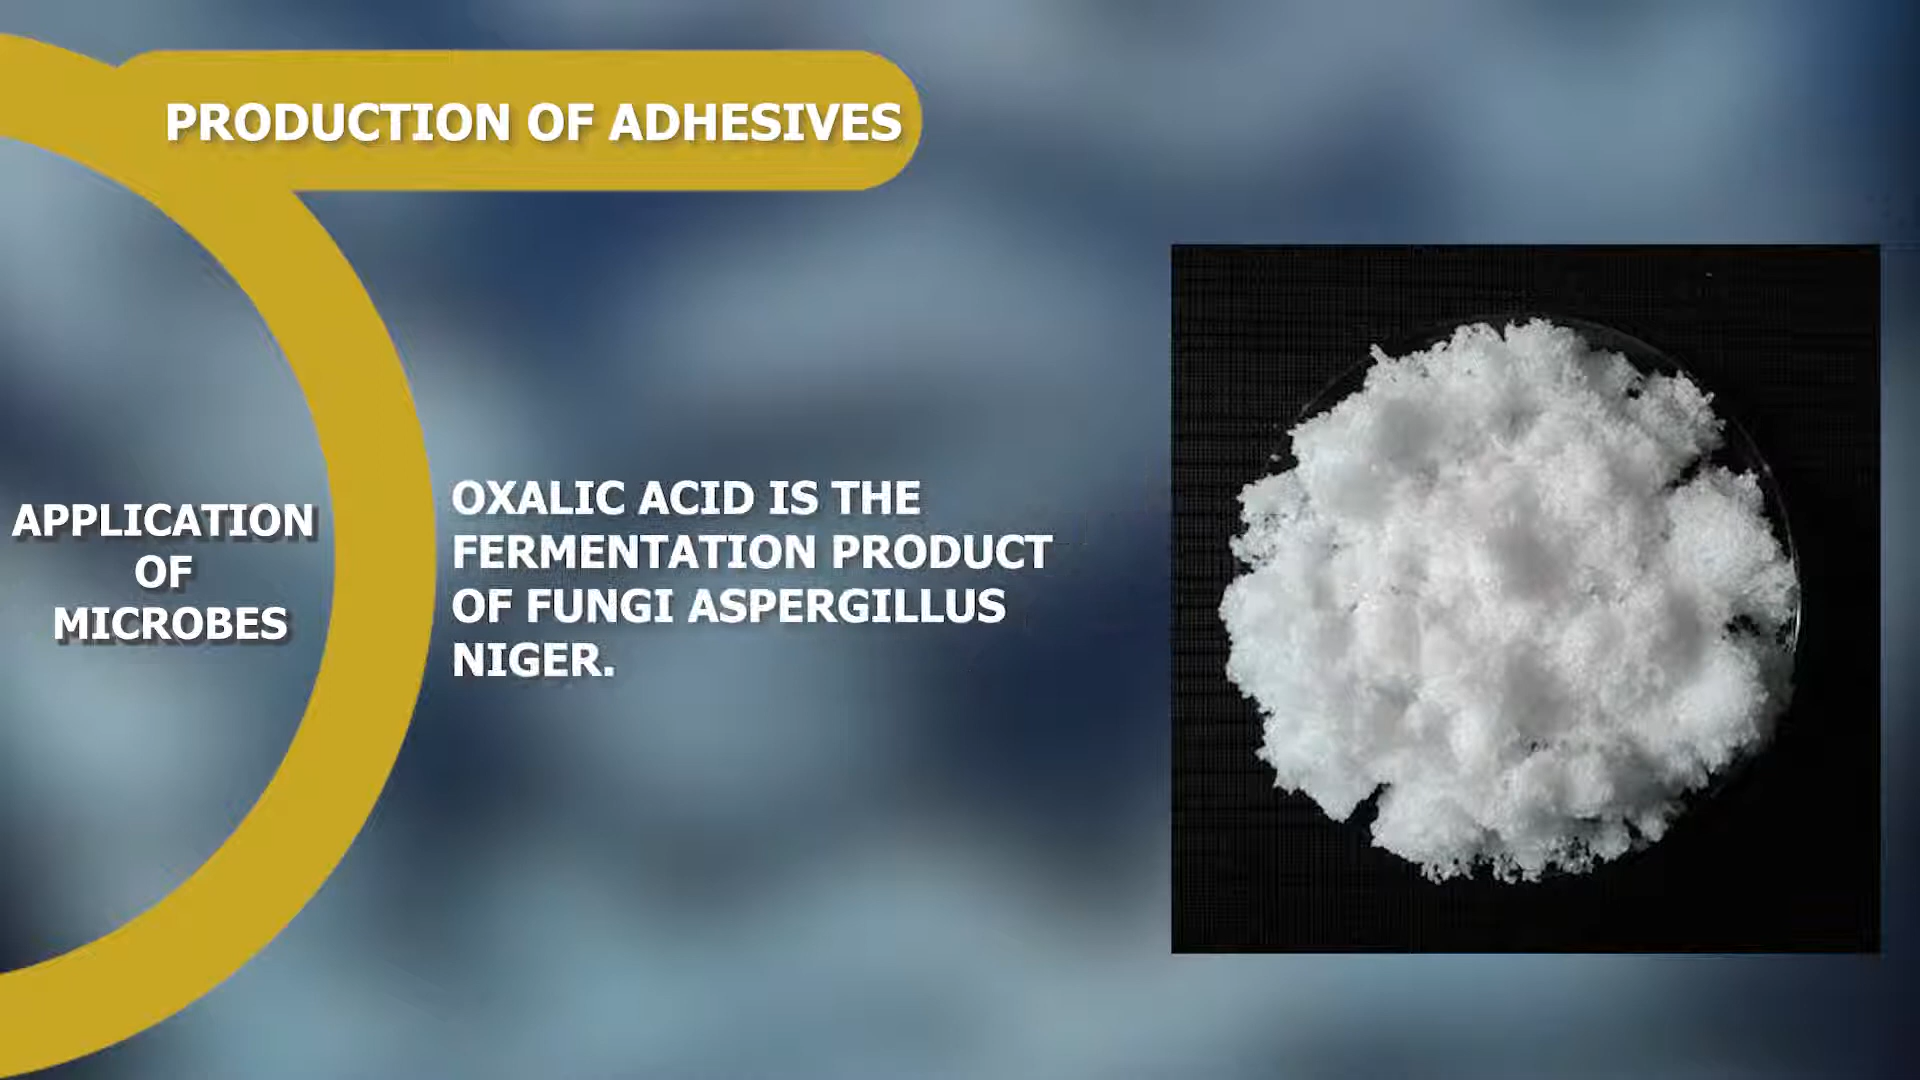 PRODUCTION OF ADHESIVES
APPLICATION
OF
MICROBES
OXALIC ACID IS THE
FERMENTATION PRODUCT
OF FUNGI ASPERGILLUS
NIGER.